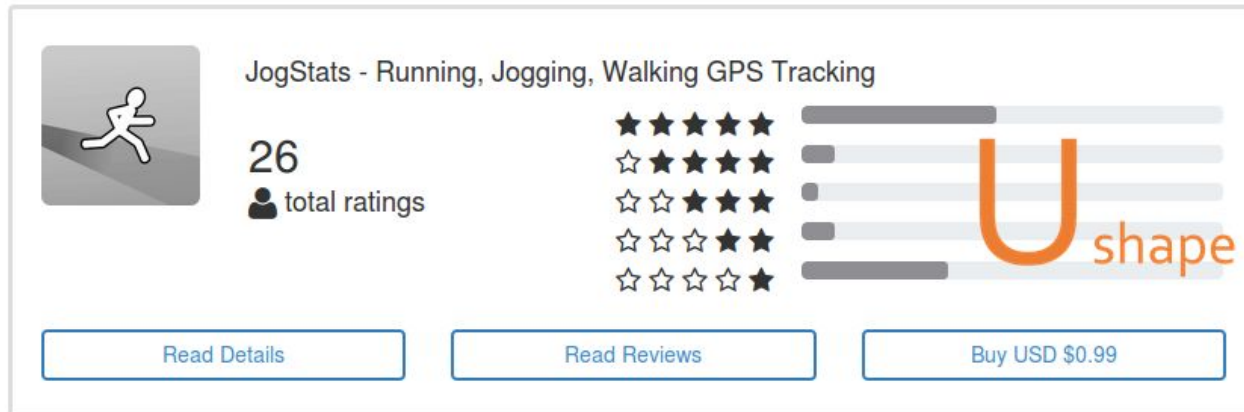 JogStats - Running, Jogging, Walking GPS Tracking
26
total ratings
U shape
Read Details
Read Reviews
Buy USD $0.99